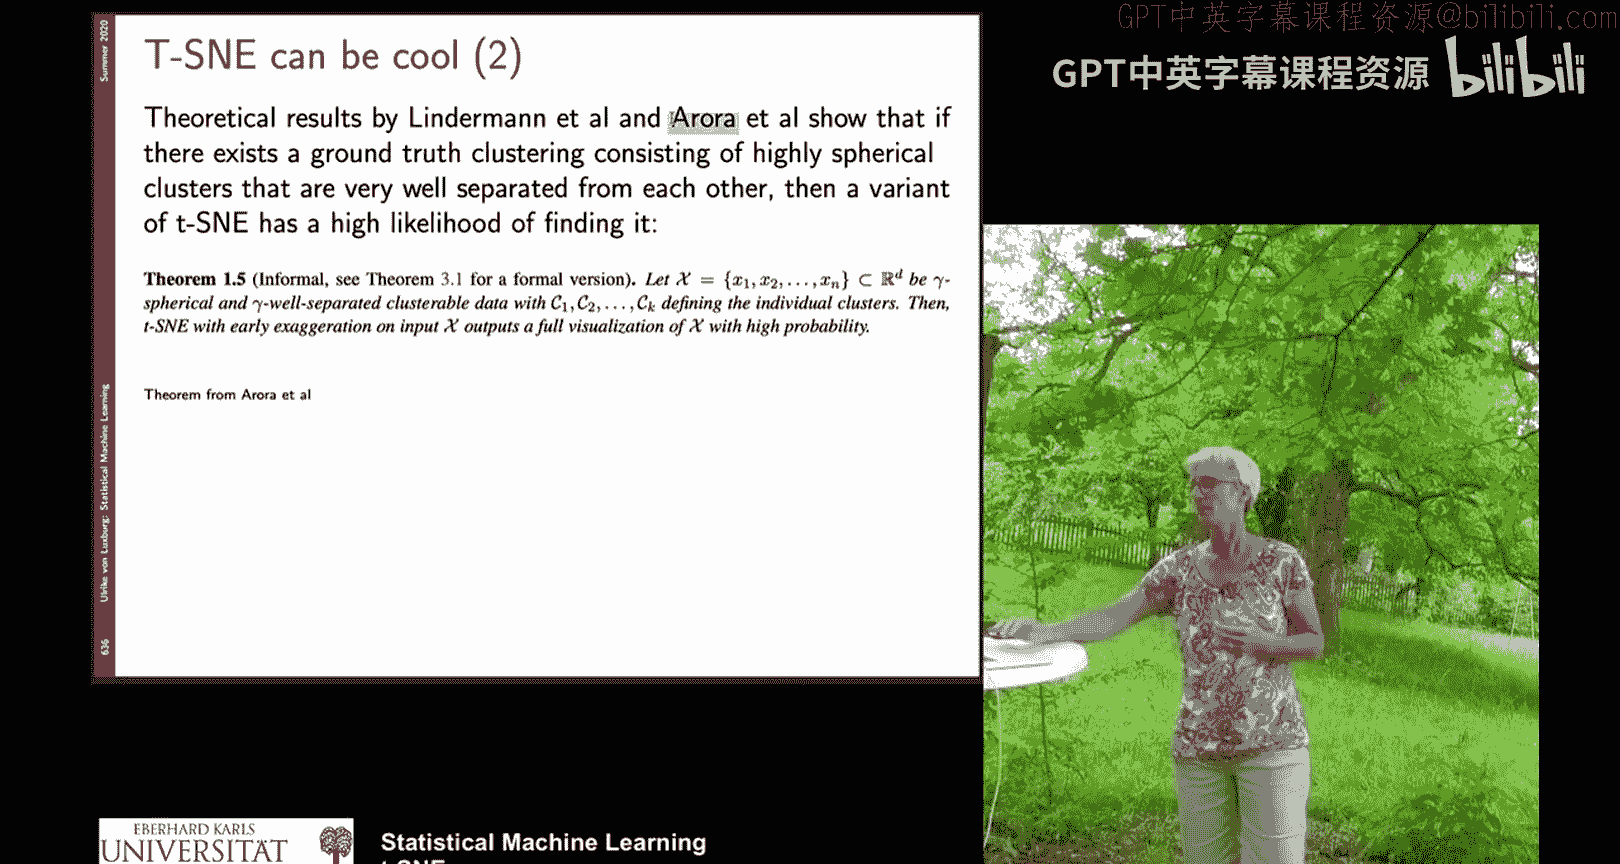 GPT中英字幕课程资源@bilibili.com
GPT中英字幕课程资源 bilibili
Summer 2020
T-SNE can be cool (2)
Theoretical results by Lindermann et al and Arora et al show that if
there exists a ground truth clustering consisting of highly spherical
clusters that are very well separated from each other, then a variant
of t-SNE has a high likelihood of finding it:
Theorem 1.5 (Informal, see Theorem 3.1 for a formal version). Let 𝒳 = {x₁, x₂, . . . , xₙ} ⊂ ℝᵈ be γ-
spherical and γ-well-separated clusterable data with C₁, C₂, . . . , Cₖ defining the individual clusters. Then,
t-SNE with early exaggeration on input 𝒳 outputs a full visualization of 𝒳 with high probability.
Theorem from Arora et al
Ulrike von Luxburg: Statistical Machine Learning
636
EBERHARD KARLS
UNIVERSITÄT
Statistical Machine Learning
t-SNE